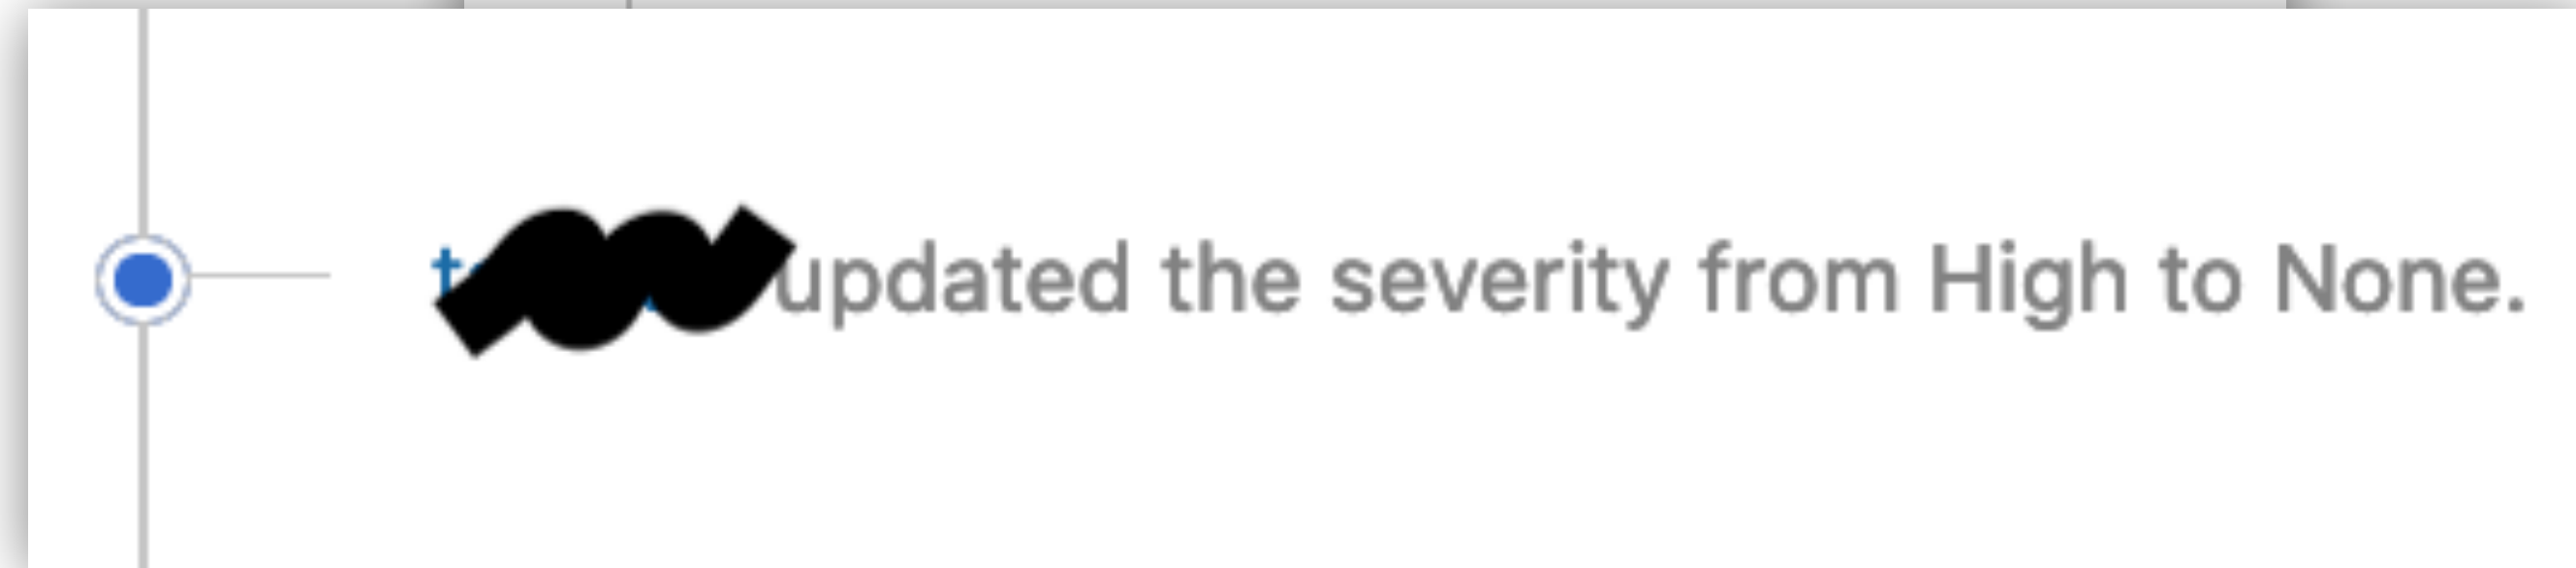 updated the severity from High to None.